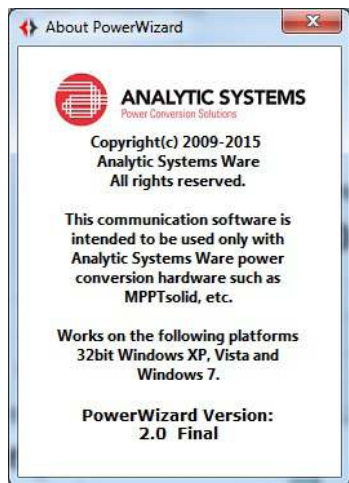 About PowerWizard
ANALYTIC SYSTEMS
Power Conversion Solutions
Copyright(c) 2009-2015
Analytic Systems Ware
All rights reserved.
This communication software is
intended to be used only with
Analytic Systems Ware power
conversion hardware such as
MPPTsolid, etc.
Works on the following platforms
32bit Windows XP, Vista and
Windows 7.
PowerWizard Version:
2.0 Final